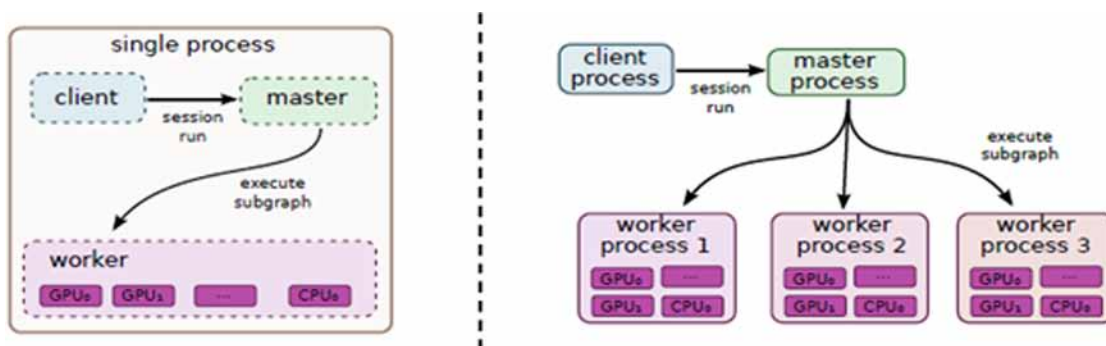 single process
client
master
session
run
execute
subgraph
worker
GPU₀ GPU₁ ... CPU₀
client
process
master
process
session
run
execute
subgraph
worker
process 1
GPU₀ ...
GPU₁ CPU₀
worker
process 2
GPU₀ ...
GPU₁ CPU₀
worker
process 3
GPU₀ ...
GPU₁ CPU₀